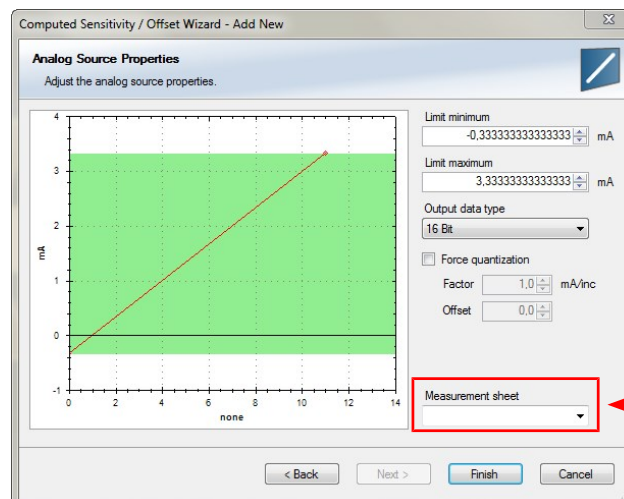 Computed Sensitivity / Offset Wizard - Add New
Analog Source Properties
Adjust the analog source properties.
4
3
2
1
0
-1
mA
0 2 4 6 8 10 12 14
none
Limit minimum
-0,333333333333333 mA
Limit maximum
3,33333333333333 mA
Output data type
16 Bit
Force quantization
Factor 1,0 mA/inc
Offset 0,0
Measurement sheet
< Back Next > Finish Cancel